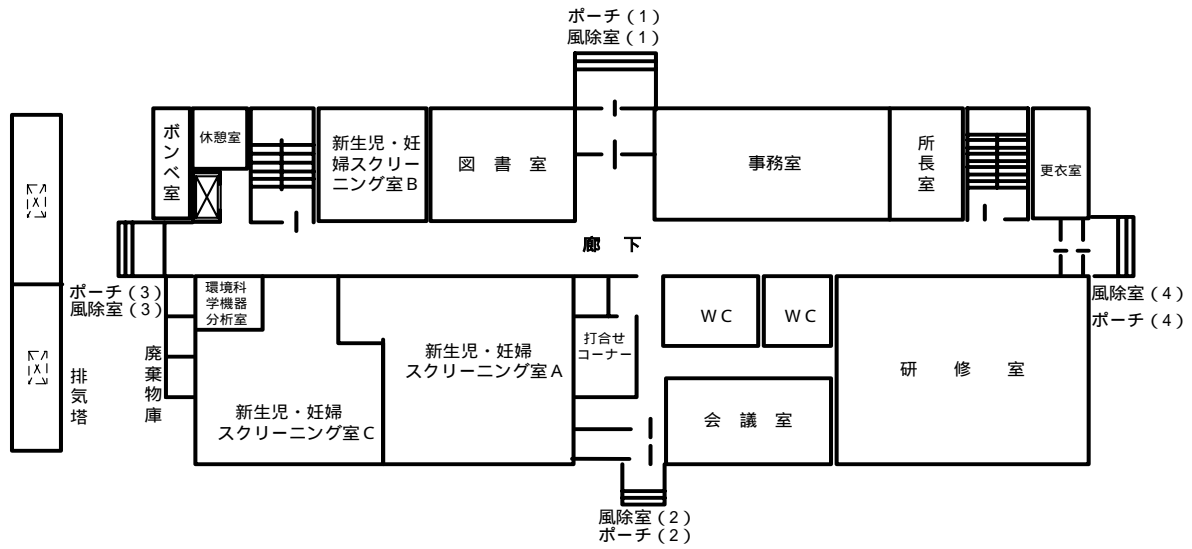 ポーチ(1)
風除室(1)
ボンベ室
休憩室
新生児・妊
婦スクリー
ニング室B
図書室
事務室
所長室
更衣室
廊下
ポーチ(3)
風除室(3)
環境科
学機器
分析室
新生児・妊婦
スクリーニング室A
打合せ
コーナー
WC
WC
研修室
風除室(4)
ポーチ(4)
排気塔
廃棄物庫
新生児・妊婦
スクリーニング室C
会議室
風除室(2)
ポーチ(2)